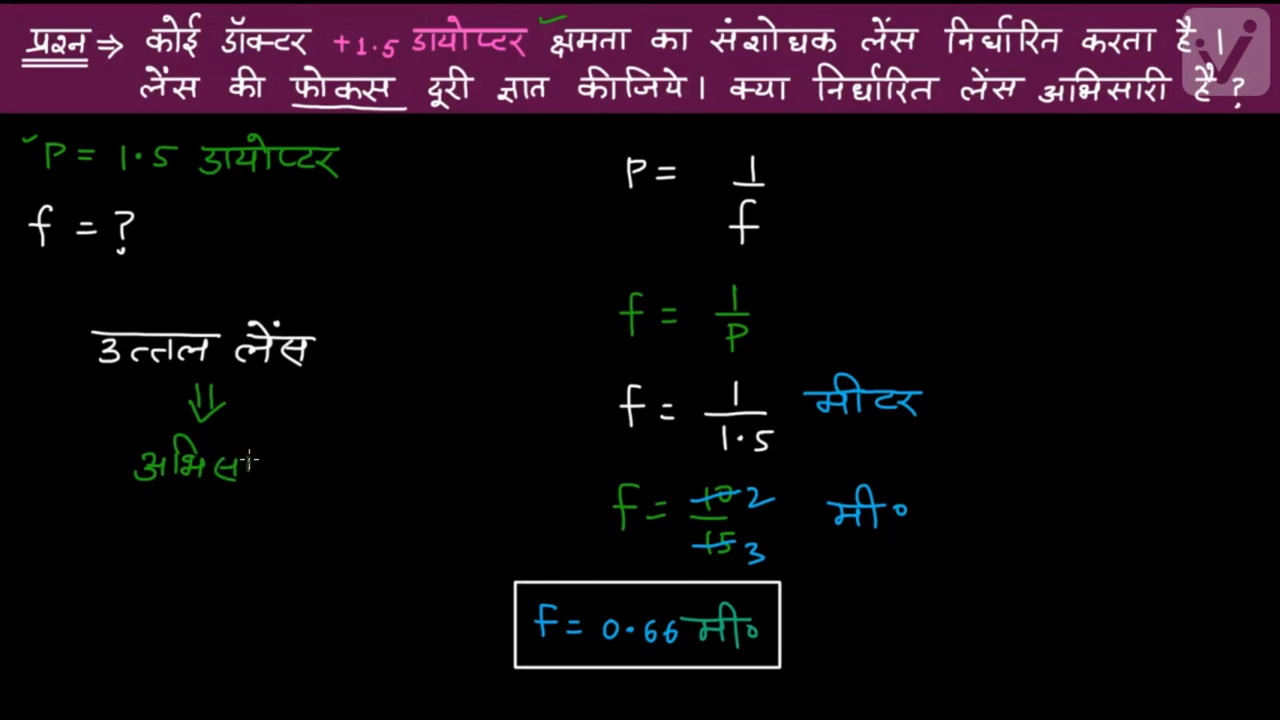 प्रश्न ⇒ कोई डॉक्टर +1.5 डायोप्टर क्षमता का संशोधक लेंस निर्धारित करता है।
लेंस की फोकस दूरी ज्ञात कीजिये। क्या निर्धारित लेंस अभिसारी है?
P = 1.5 डायोप्टर
f = ?
उत्तल लेंस
⇓
अभिस
P = 1/f
f = 1/P
f = 1/1.5 मीटर
f = 10/15 2/3 मी०
f = 0.66 मी०